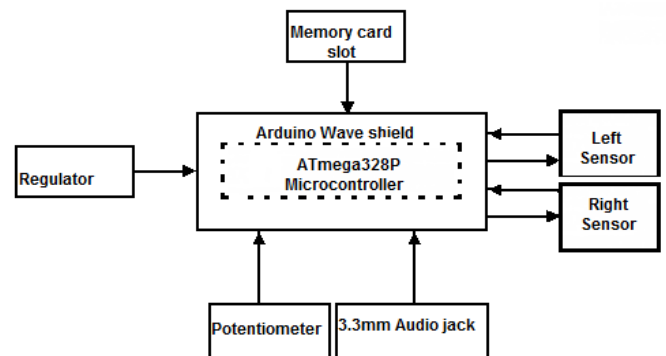 Memory card
slot
Arduino Wave shield
ATmega328P
Microcontroller
Regulator
Left
Sensor
Right
Sensor
Potentiometer
3.3mm Audio jack